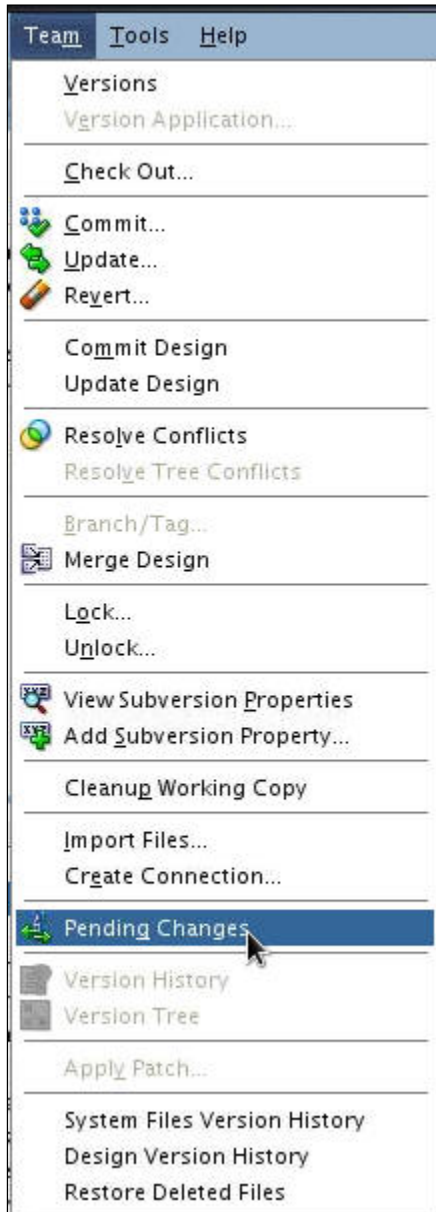 Team Tools Help
Versions
Version Application...
Check Out...
Commit...
Update...
Revert...
Commit Design
Update Design
Resolve Conflicts
Resolve Tree Conflicts
Branch/Tag...
Merge Design
Lock...
Unlock...
View Subversion Properties
Add Subversion Property...
Cleanup Working Copy
Import Files...
Create Connection...
Pending Changes
Version History
Version Tree
Apply Patch...
System Files Version History
Design Version History
Restore Deleted Files